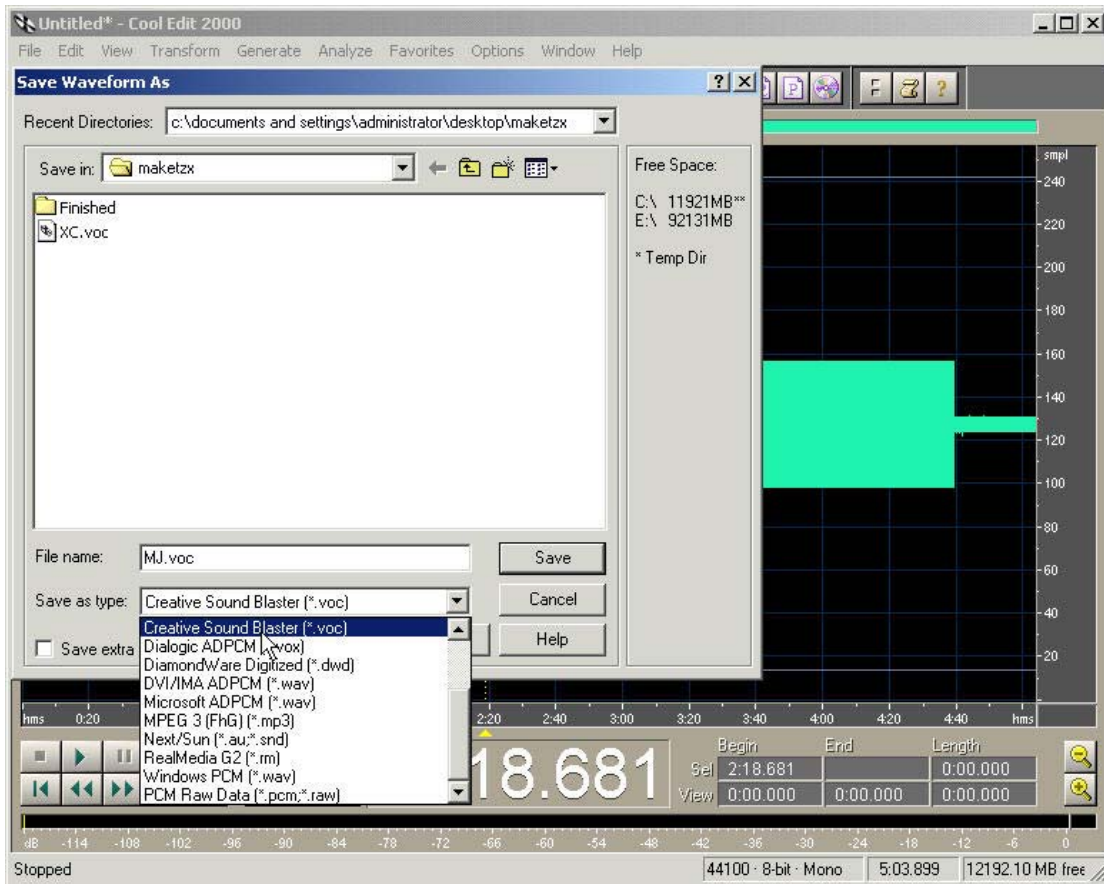 Untitled* - Cool Edit 2000
File Edit View Transform Generate Analyze Favorites Options Window Help
Save Waveform As
Recent Directories: c:\documents and settings\administrator\desktop\maketzx
Save in: maketzx
Finished
XC.voc
Free Space:
C:\ 11921MB**
E:\ 92131MB
* Temp Dir
File name: MJ.voc
Save
Save as type: Creative Sound Blaster (*.voc)
Cancel
Save extra
Help
Creative Sound Blaster (*.voc)
Dialogic ADPCM vox)
DiamondWare Digitized (*.dwd)
DVI/IMA ADPCM (*.wav)
Microsoft ADPCM (*.wav)
MPEG 3 (FhG) (*.mp3)
Next/Sun (*.au;*.snd)
RealMedia G2 (*.rm)
Windows PCM (*.wav)
PCM Raw Data (*.pcm;*.raw)
P
F F
?
smpl
240
220
200
180
160
140
120
100
80
60
40
20
hms 0:20 2:20 2:40 3:00 3:20 3:40 4:00 4:20 4:40 hms
18.681
Begin End Length
Sel 2:18.681 0:00.000
View 0:00.000 0:00.000 0:00.000
dB -114 -108 -102 -96 -90 -84 -78 -72 -66 -60 -54 -48 -42 -36 -30 -24 -18 -12 -6 0
Stopped
44100 · 8-bit · Mono
5:03.899
12192.10 MB free